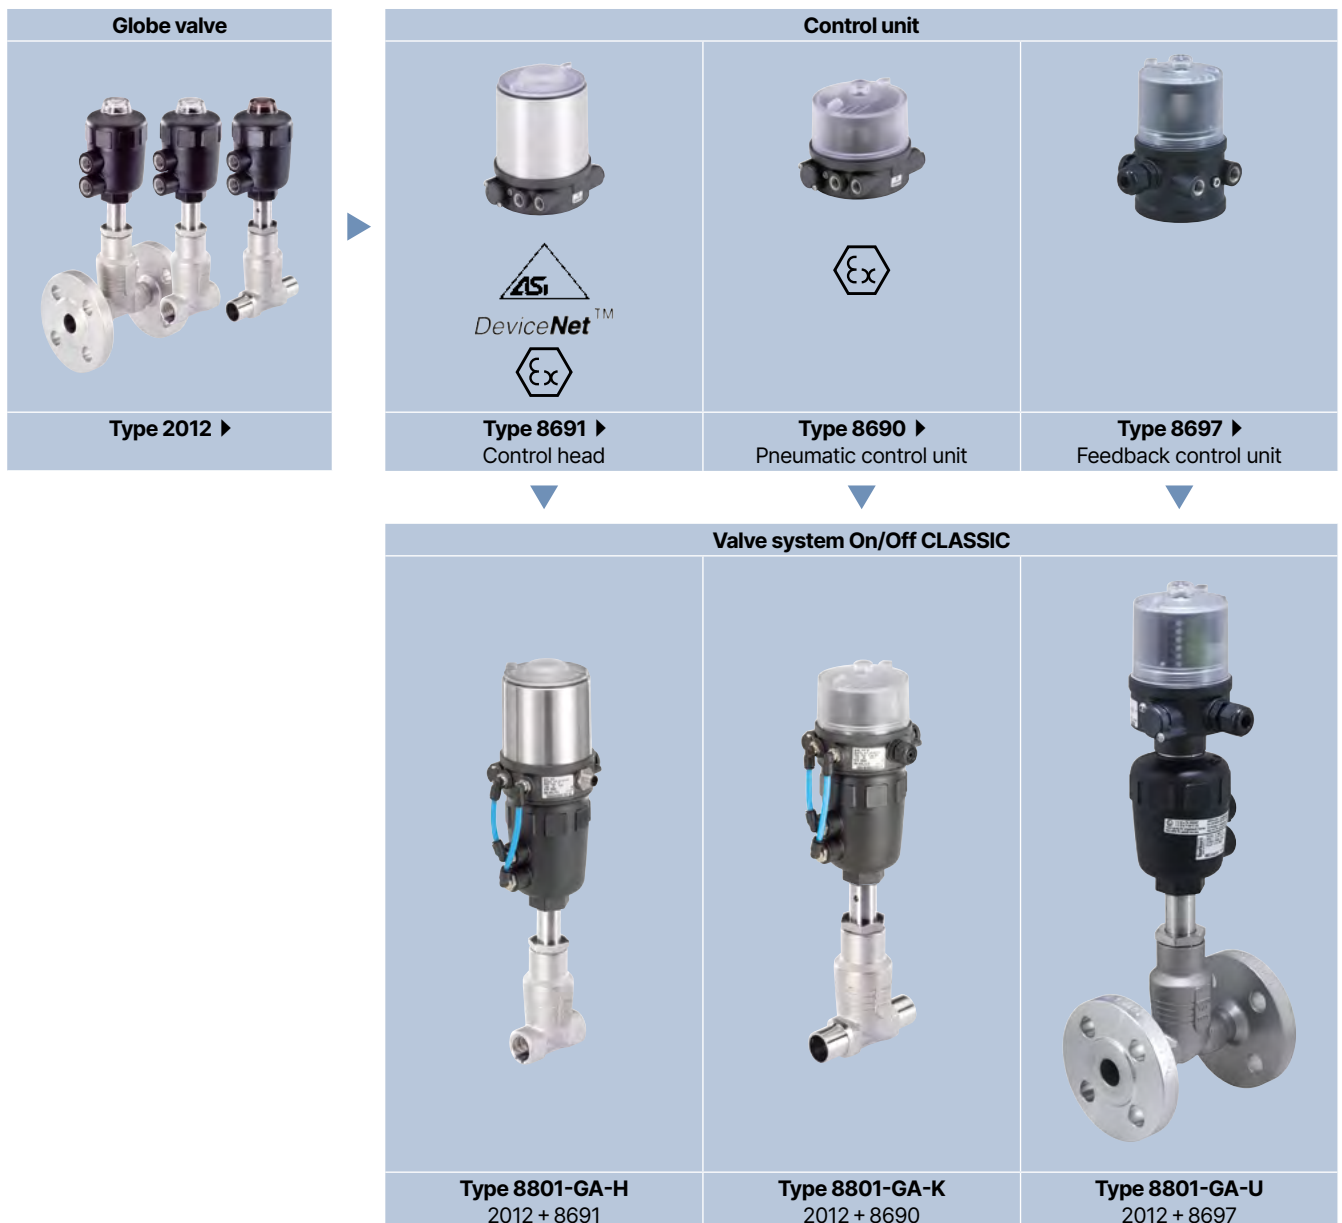 Globe valve
Control unit
ASi
DeviceNet™
Ex
Ex
Type 2012
Type 8691
Control head
Type 8690
Pneumatic control unit
Type 8697
Feedback control unit
Valve system On/Off CLASSIC
Type 8801-GA-H
2012 + 8691
Type 8801-GA-K
2012 + 8690
Type 8801-GA-U
2012 + 8697